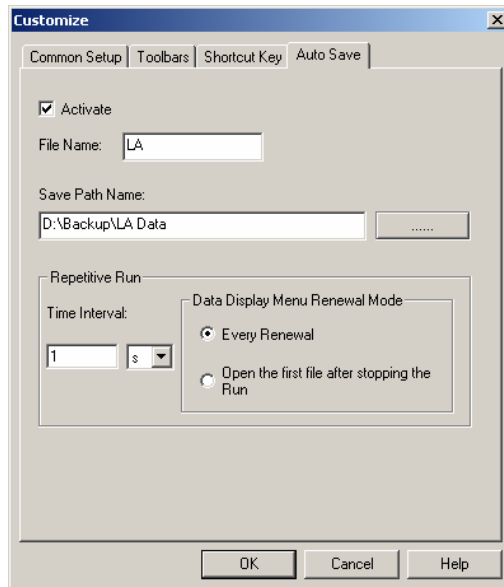 Customize
Common Setup Toolbars Shortcut Key Auto Save
Activate
File Name: LA
Save Path Name:
D:\Backup\LA Data ......
Repetitive Run
Time Interval:
1 s
Data Display Menu Renewal Mode
Every Renewal
Open the first file after stopping the
Run
OK Cancel Help